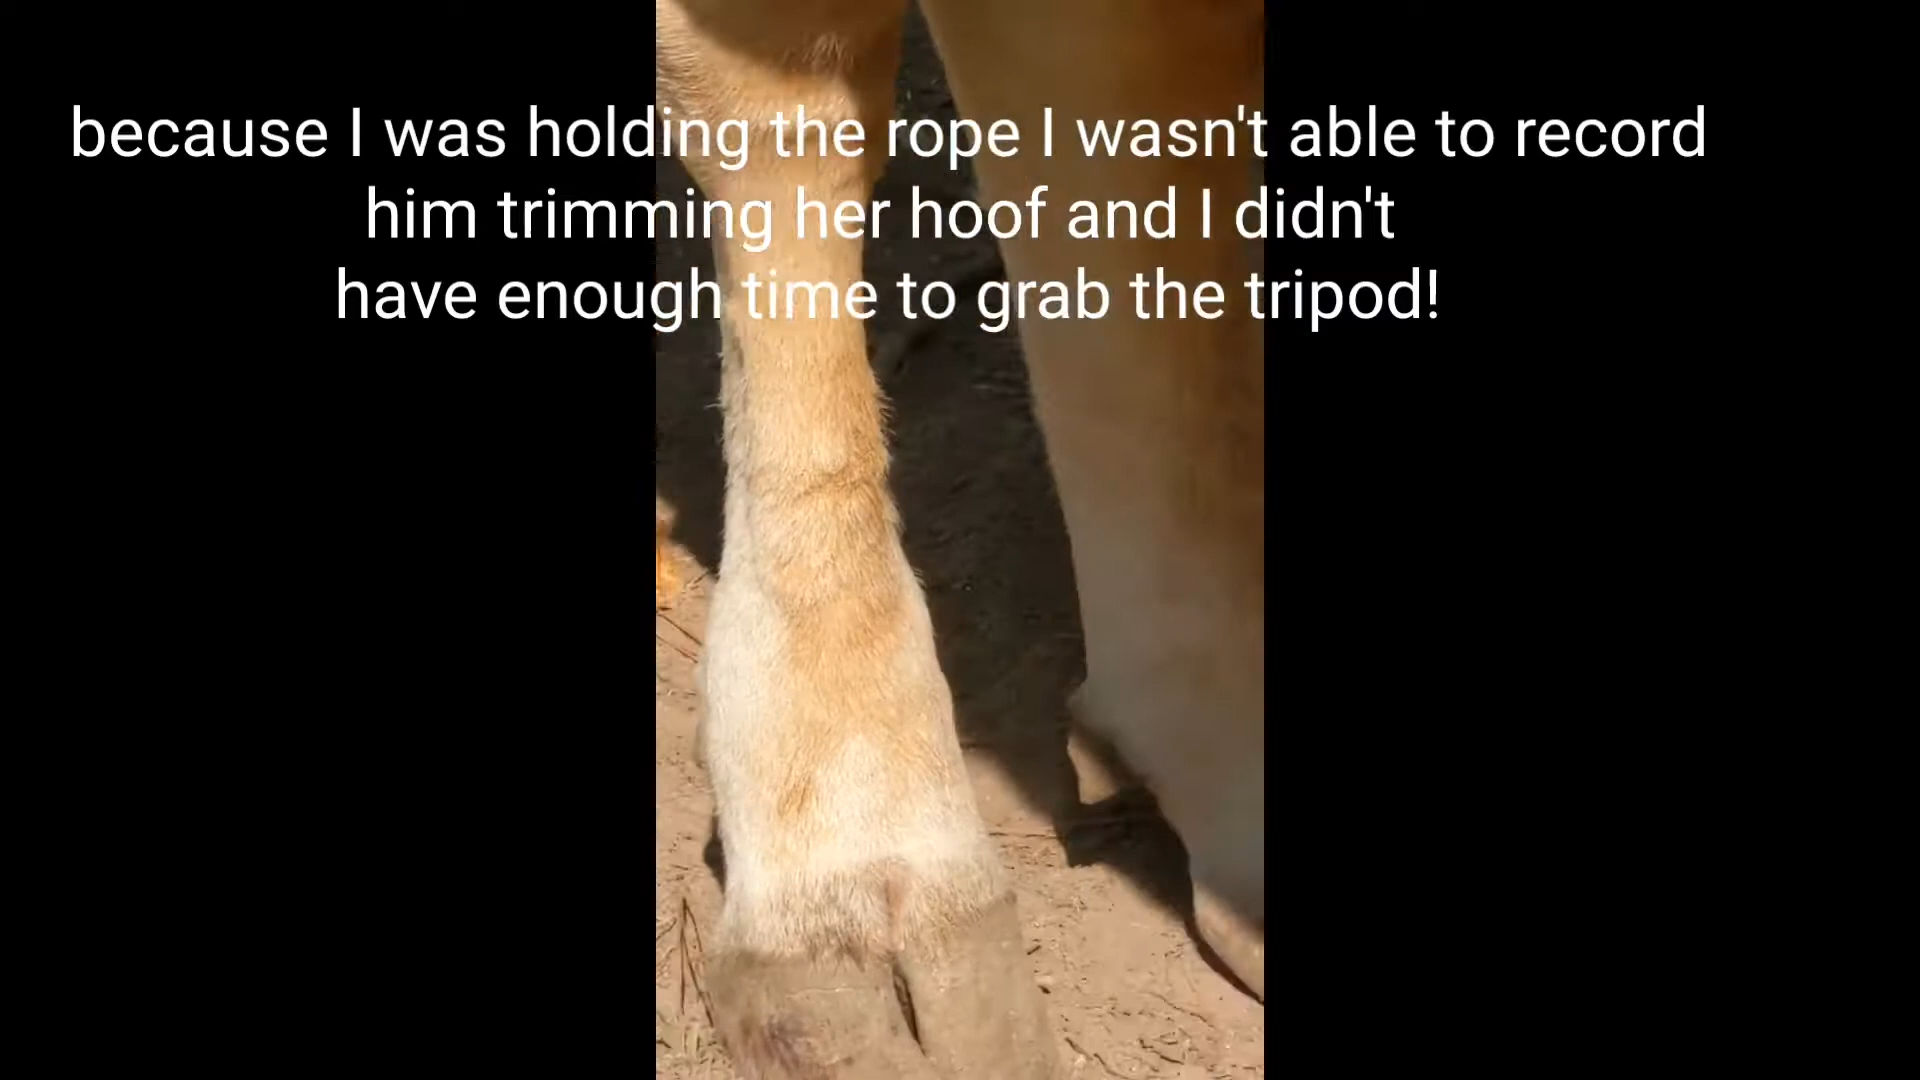 because I was holding the rope I wasn't able to record
him trimming her hoof and I didn't
have enough time to grab the tripod!